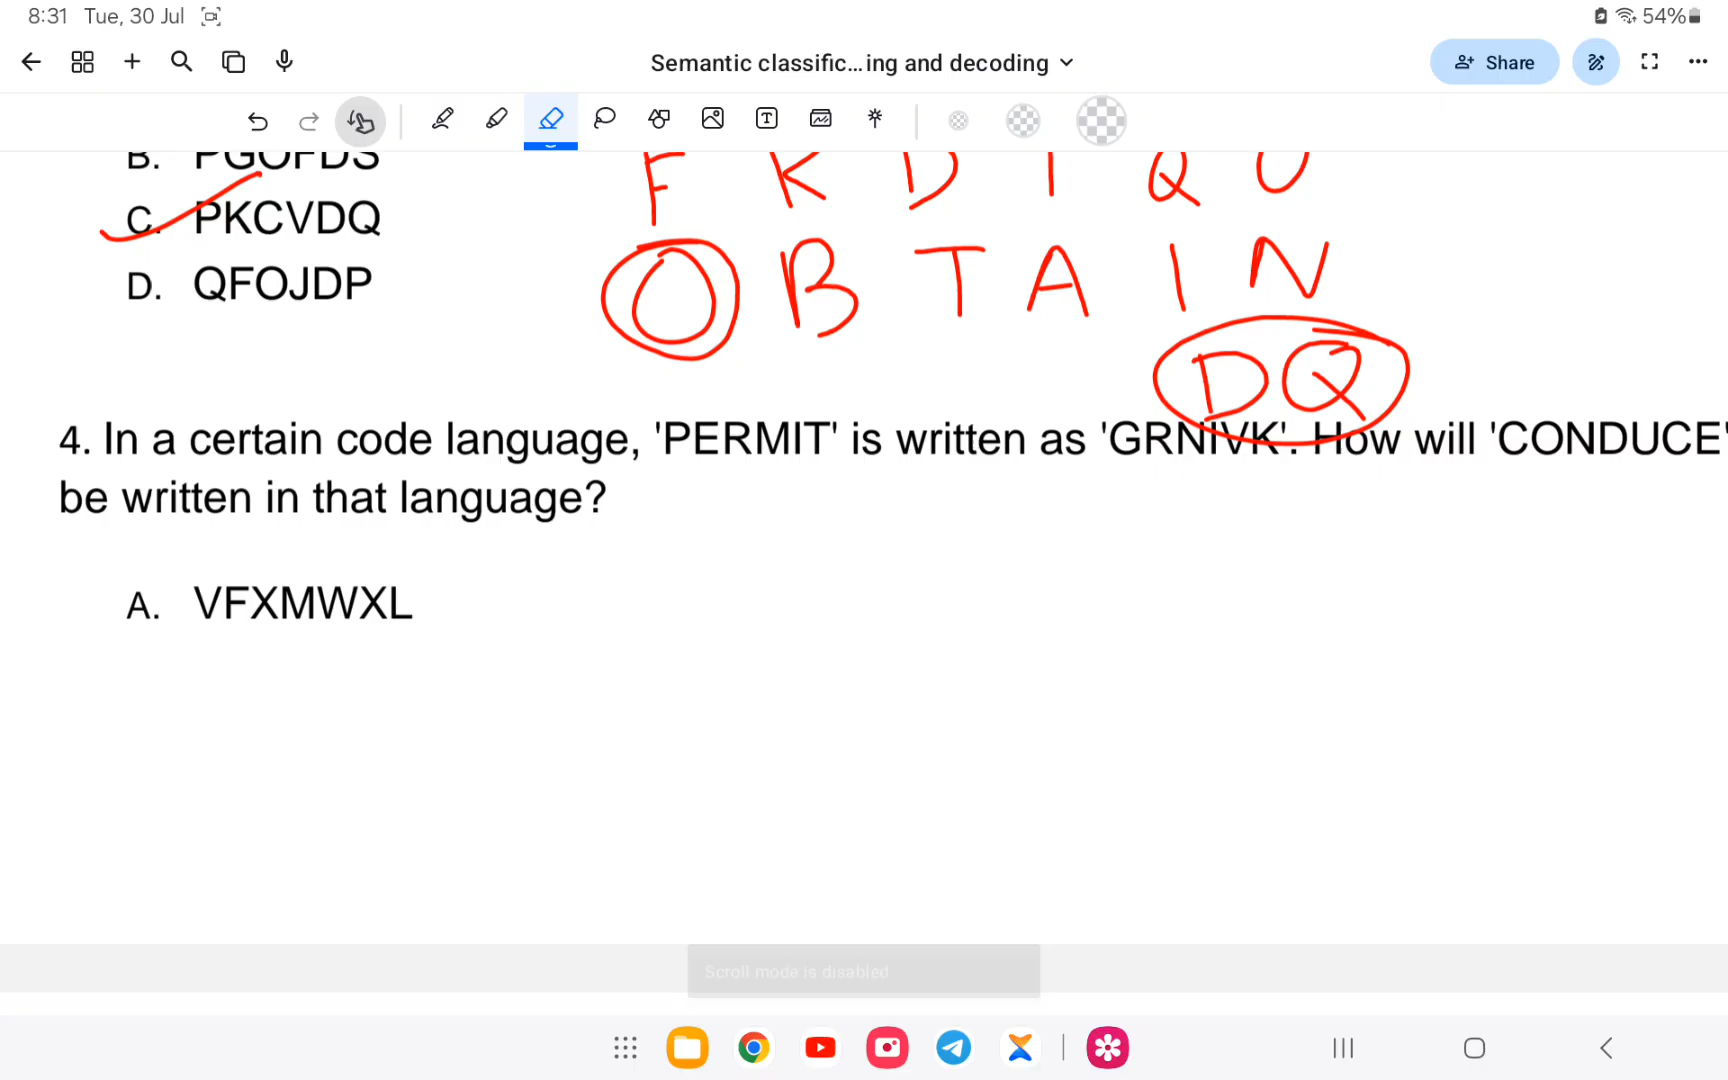 8:31 Tue, 30 Jul 54%
Semantic classific...ing and decoding
Share
B. PGOFDS
C. PKCVDQ
D. QFOJDP
F K D I Q U
O B T A I N
D Q
4. In a certain code language, 'PERMIT' is written as 'GRNIVK'. How will 'CONDUCE'
be written in that language?
A. VFXMWXL
Scroll mode is disabled